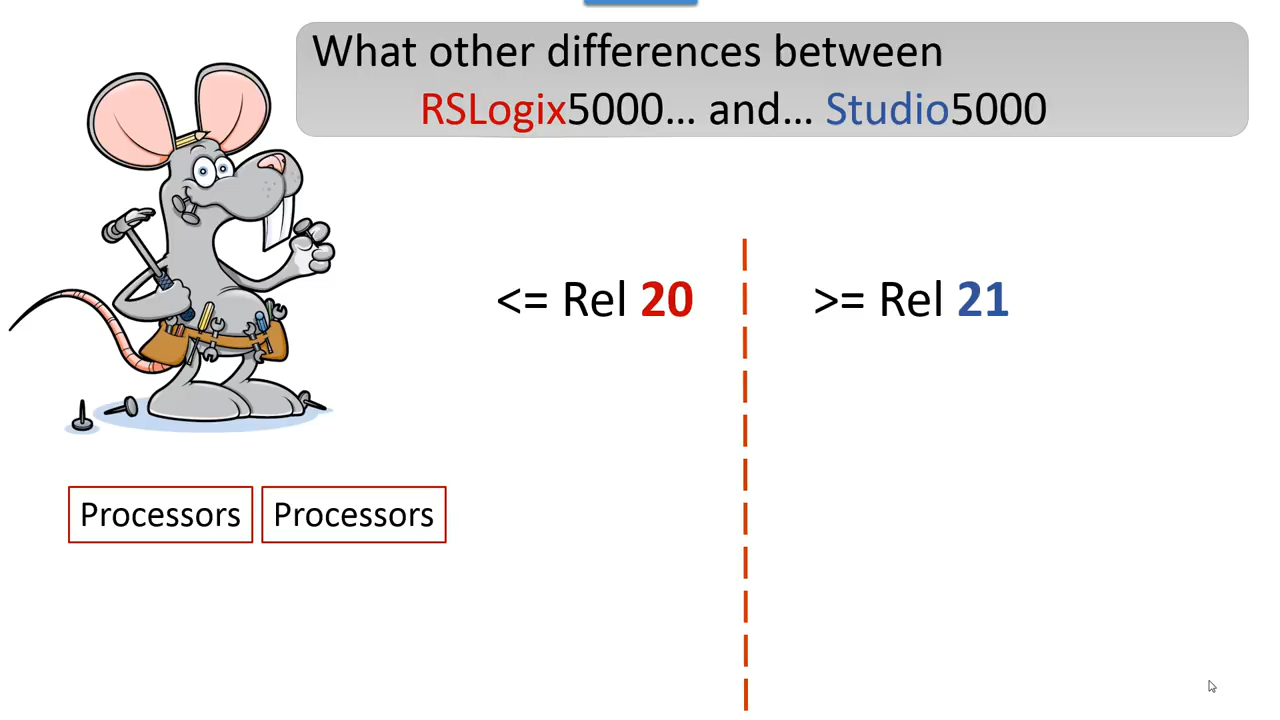 What other differences between
RSLogix5000... and... Studio5000
<= Rel 20
>= Rel 21
Processors
Processors